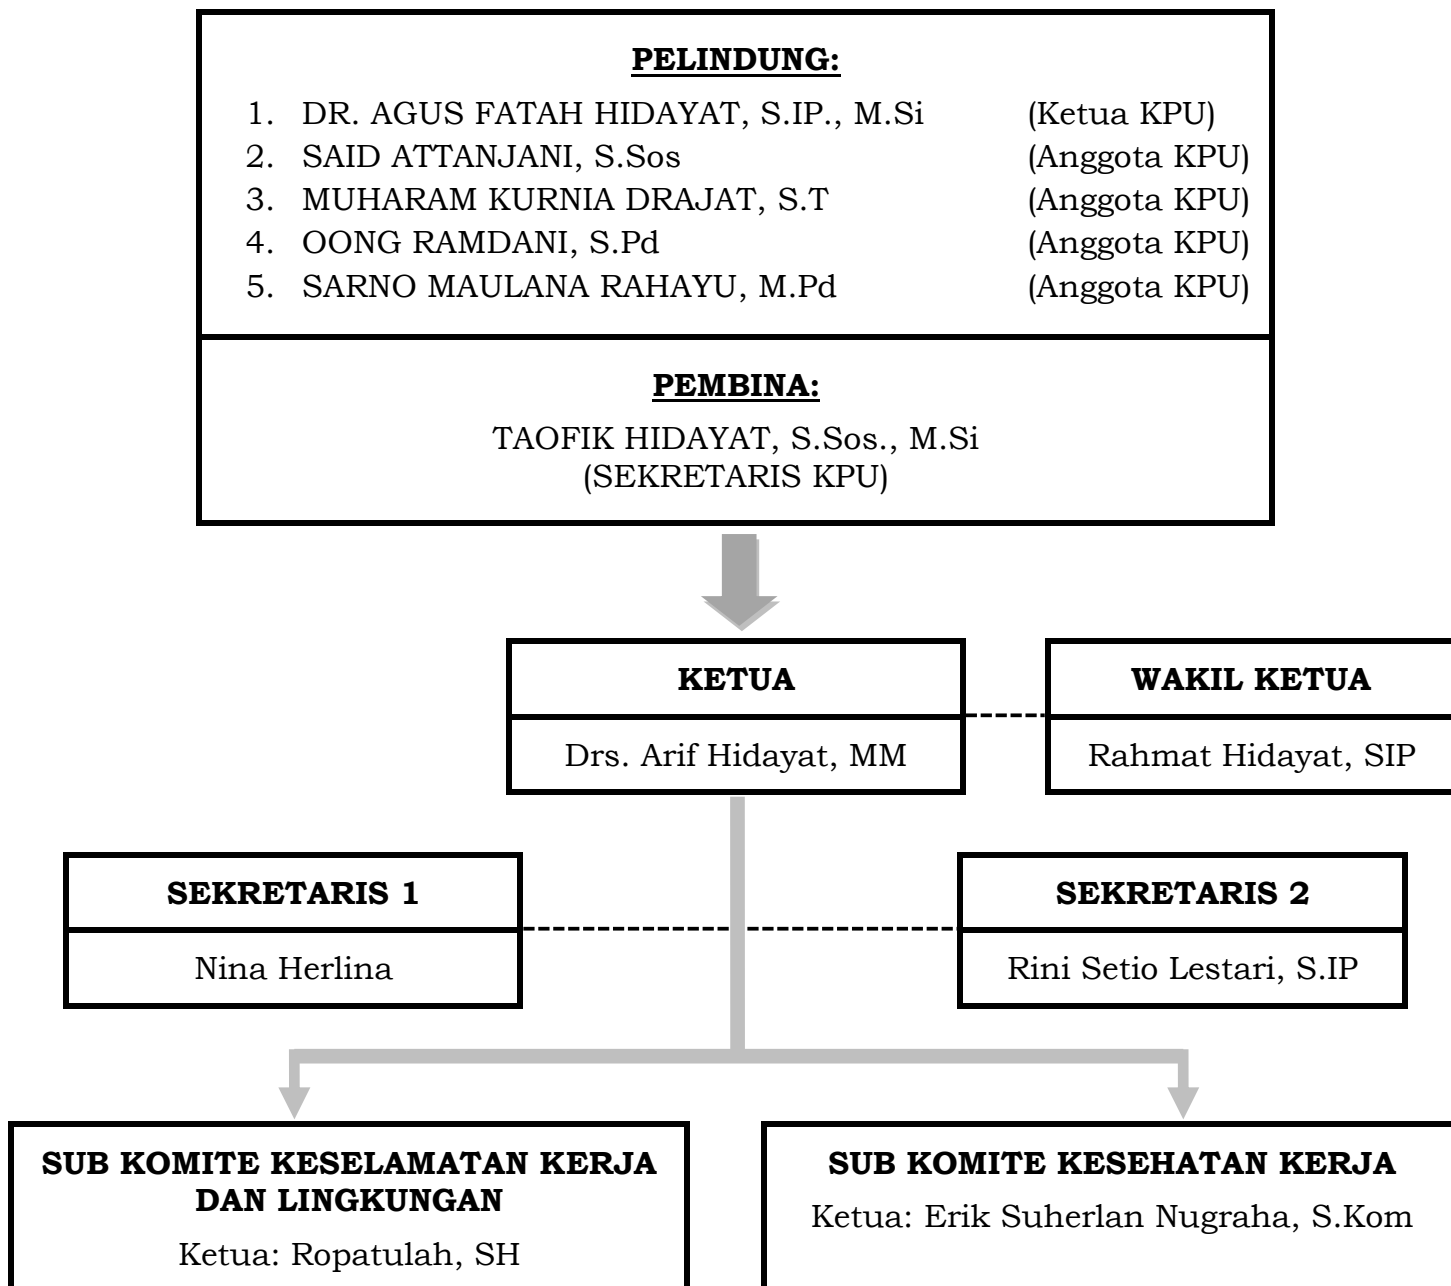 PELINDUNG:
1. DR. AGUS FATAH HIDAYAT, S.IP., M.Si (Ketua KPU)
2. SAID ATTANJANI, S.Sos (Anggota KPU)
3. MUHARAM KURNIA DRAJAT, S.T (Anggota KPU)
4. OONG RAMDANI, S.Pd (Anggota KPU)
5. SARNO MAULANA RAHAYU, M.Pd (Anggota KPU)
PEMBINA:
TAOFIK HIDAYAT, S.Sos., M.Si
(SEKRETARIS KPU)
KETUA
Drs. Arif Hidayat, MM
WAKIL KETUA
Rahmat Hidayat, SIP
SEKRETARIS 1
Nina Herlina
SEKRETARIS 2
Rini Setio Lestari, S.IP
SUB KOMITE KESELAMATAN KERJA
DAN LINGKUNGAN
Ketua: Ropatulah, SH
SUB KOMITE KESEHATAN KERJA
Ketua: Erik Suherlan Nugraha, S.Kom